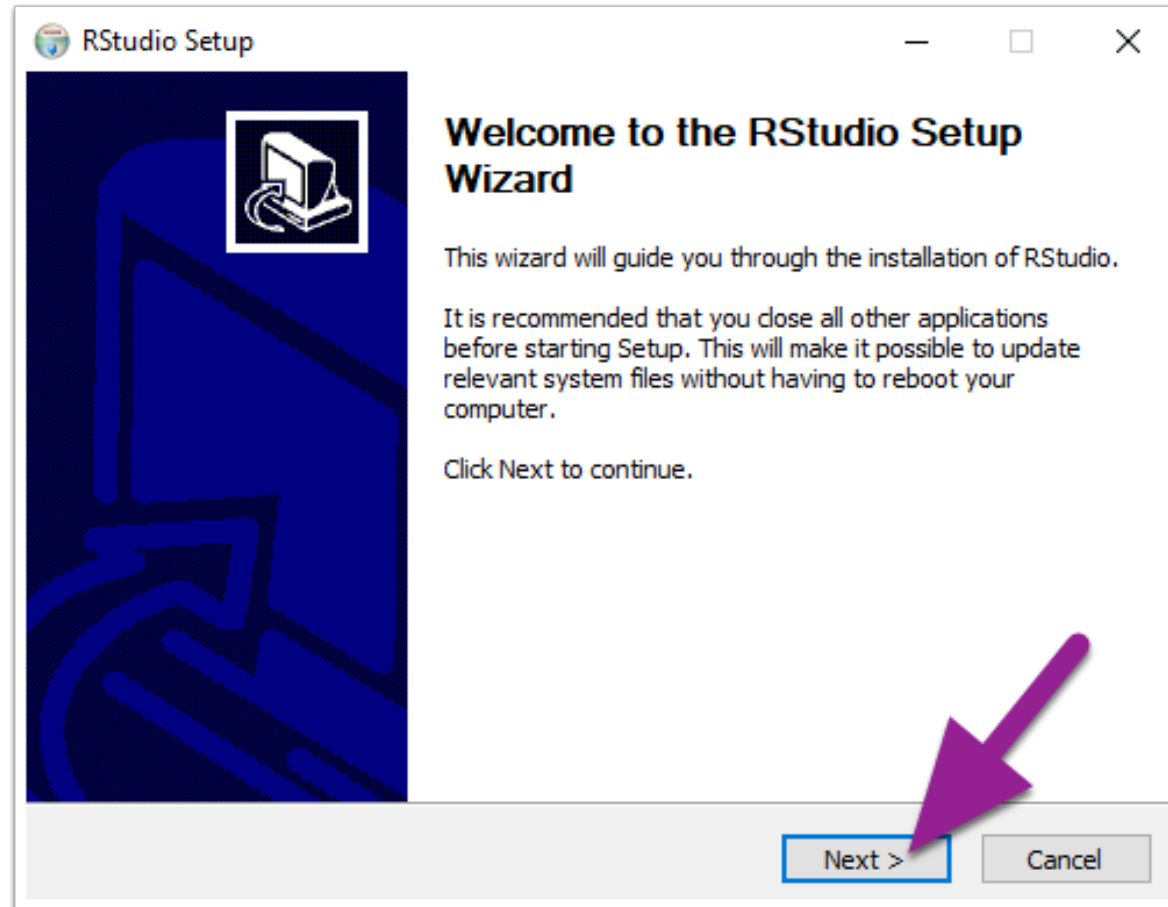 RStudio Setup
Welcome to the RStudio Setup
Wizard
This wizard will guide you through the installation of RStudio.
It is recommended that you close all other applications
before starting Setup. This will make it possible to update
relevant system files without having to reboot your
computer.
Click Next to continue.
Next >
Cancel